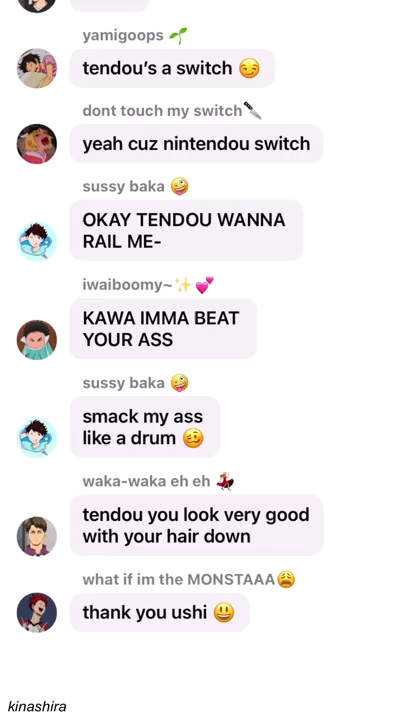 yamigoops 🌱
tendou's a switch 😏
dont touch my switch🔪
yeah cuz nintendou switch
sussy baka 🤪
OKAY TENDOU WANNA
RAIL ME-
iwaiboomy~✨💕
KAWA IMMA BEAT
YOUR ASS
sussy baka 🤪
smack my ass
like a drum 🥴
waka-waka eh eh 💃
tendou you look very good
with your hair down
what if im the MONSTAAA😩
thank you ushi 😃
kinashira